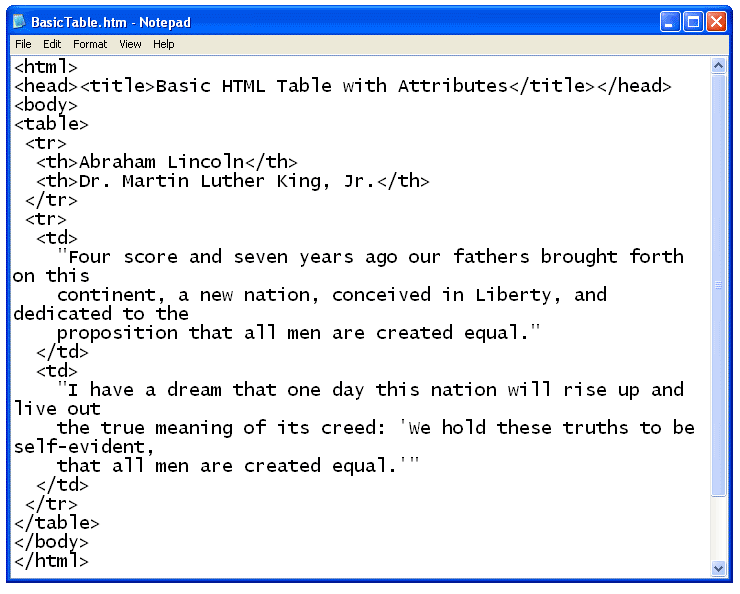 BasicTable.htm - Notepad
File Edit Format View Help
<html>
<head><title>Basic HTML Table with Attributes</title></head>
<body>
<table>
 <tr>
  <th>Abraham Lincoln</th>
  <th>Dr. Martin Luther King, Jr.</th>
 </tr>
 <tr>
  <td>
    "Four score and seven years ago our fathers brought forth
on this
    continent, a new nation, conceived in Liberty, and
dedicated to the
    proposition that all men are created equal."
  </td>
  <td>
    "I have a dream that one day this nation will rise up and
live out
    the true meaning of its creed: 'We hold these truths to be
self-evident,
    that all men are created equal.'"
  </td>
 </tr>
</table>
</body>
</html>